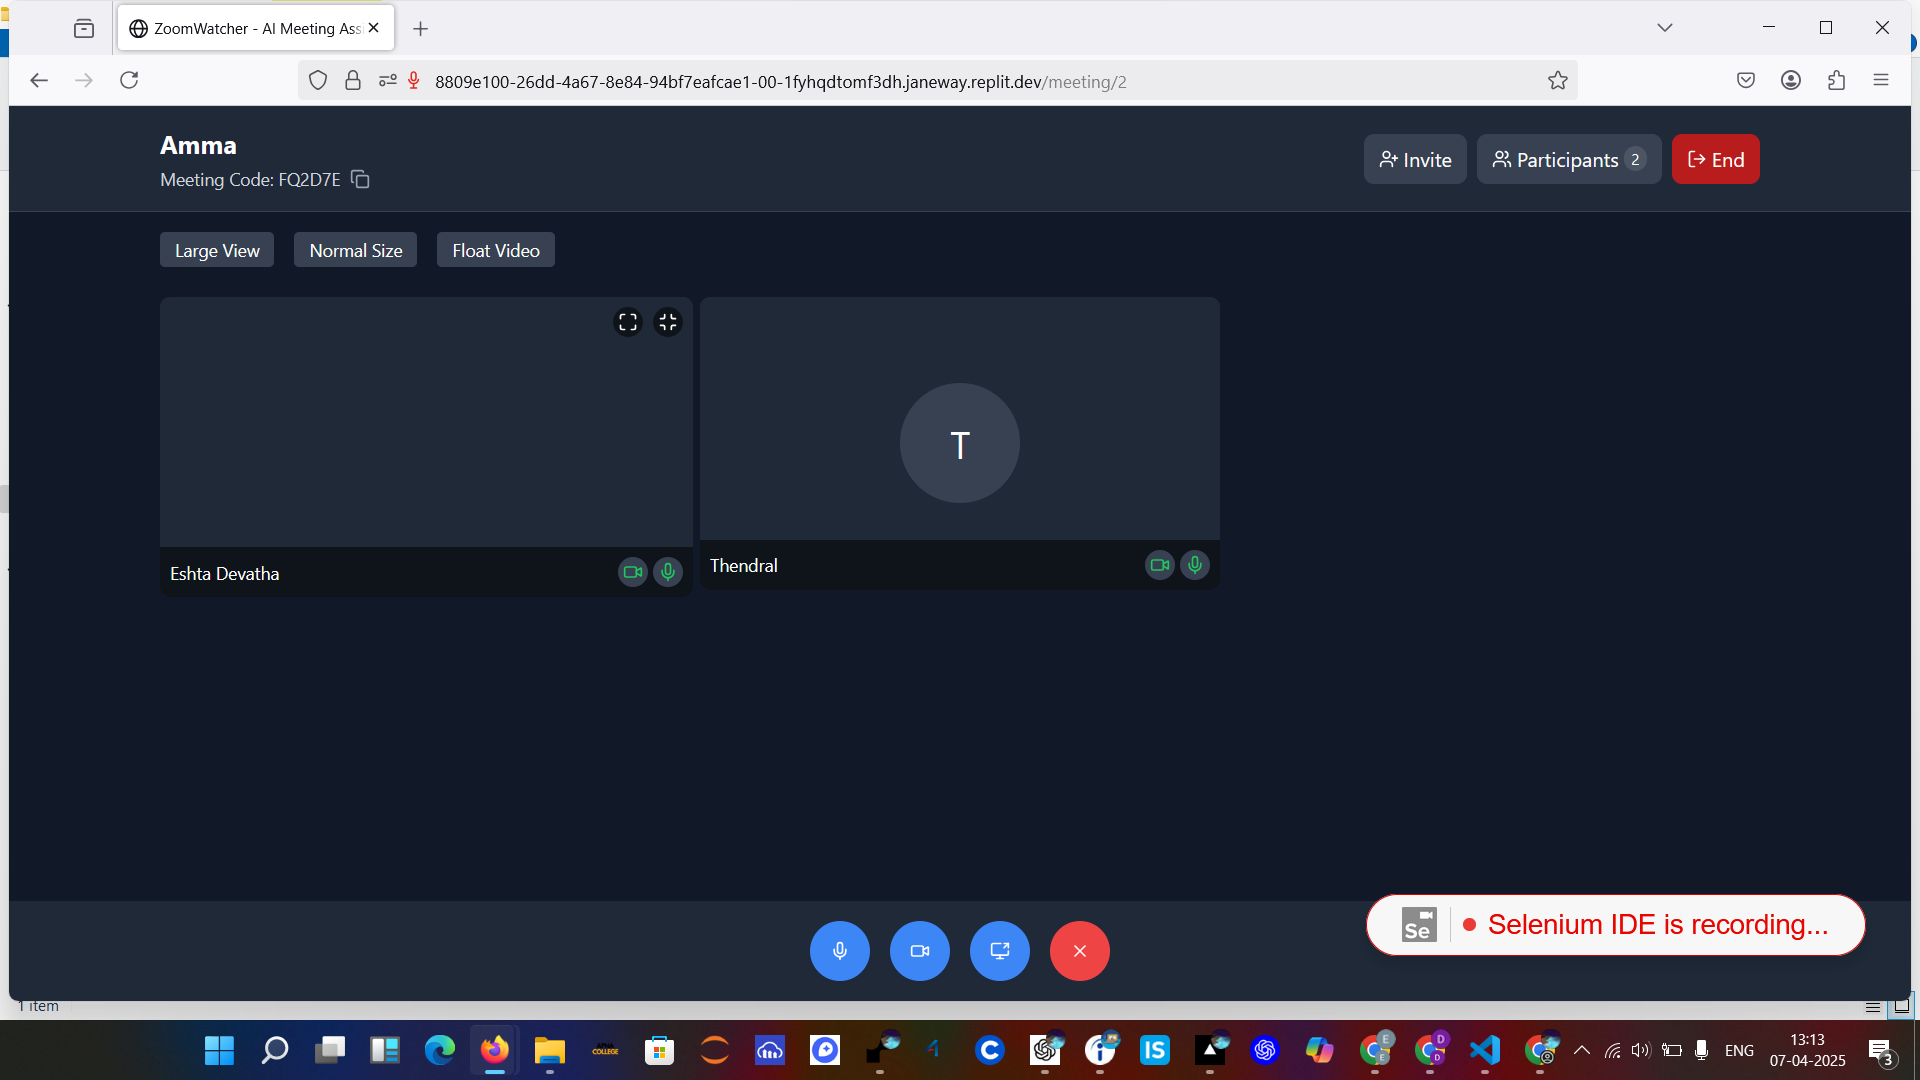 ZoomWatcher - AI Meeting Ass
8809e100-26dd-4a67-8e84-94bf7eafcae1-00-1fyhqdtomf3dh.janeway.replit.dev/meeting/2
Amma
Meeting Code: FQ2D7E
Invite
Participants 2
End
Large View
Normal Size
Float Video
T
Eshta Devatha
Thendral
Se
Selenium IDE is recording...
1 item
COLLEGE
IS
E
E
D
D
ENG
13:13
07-04-2025
3